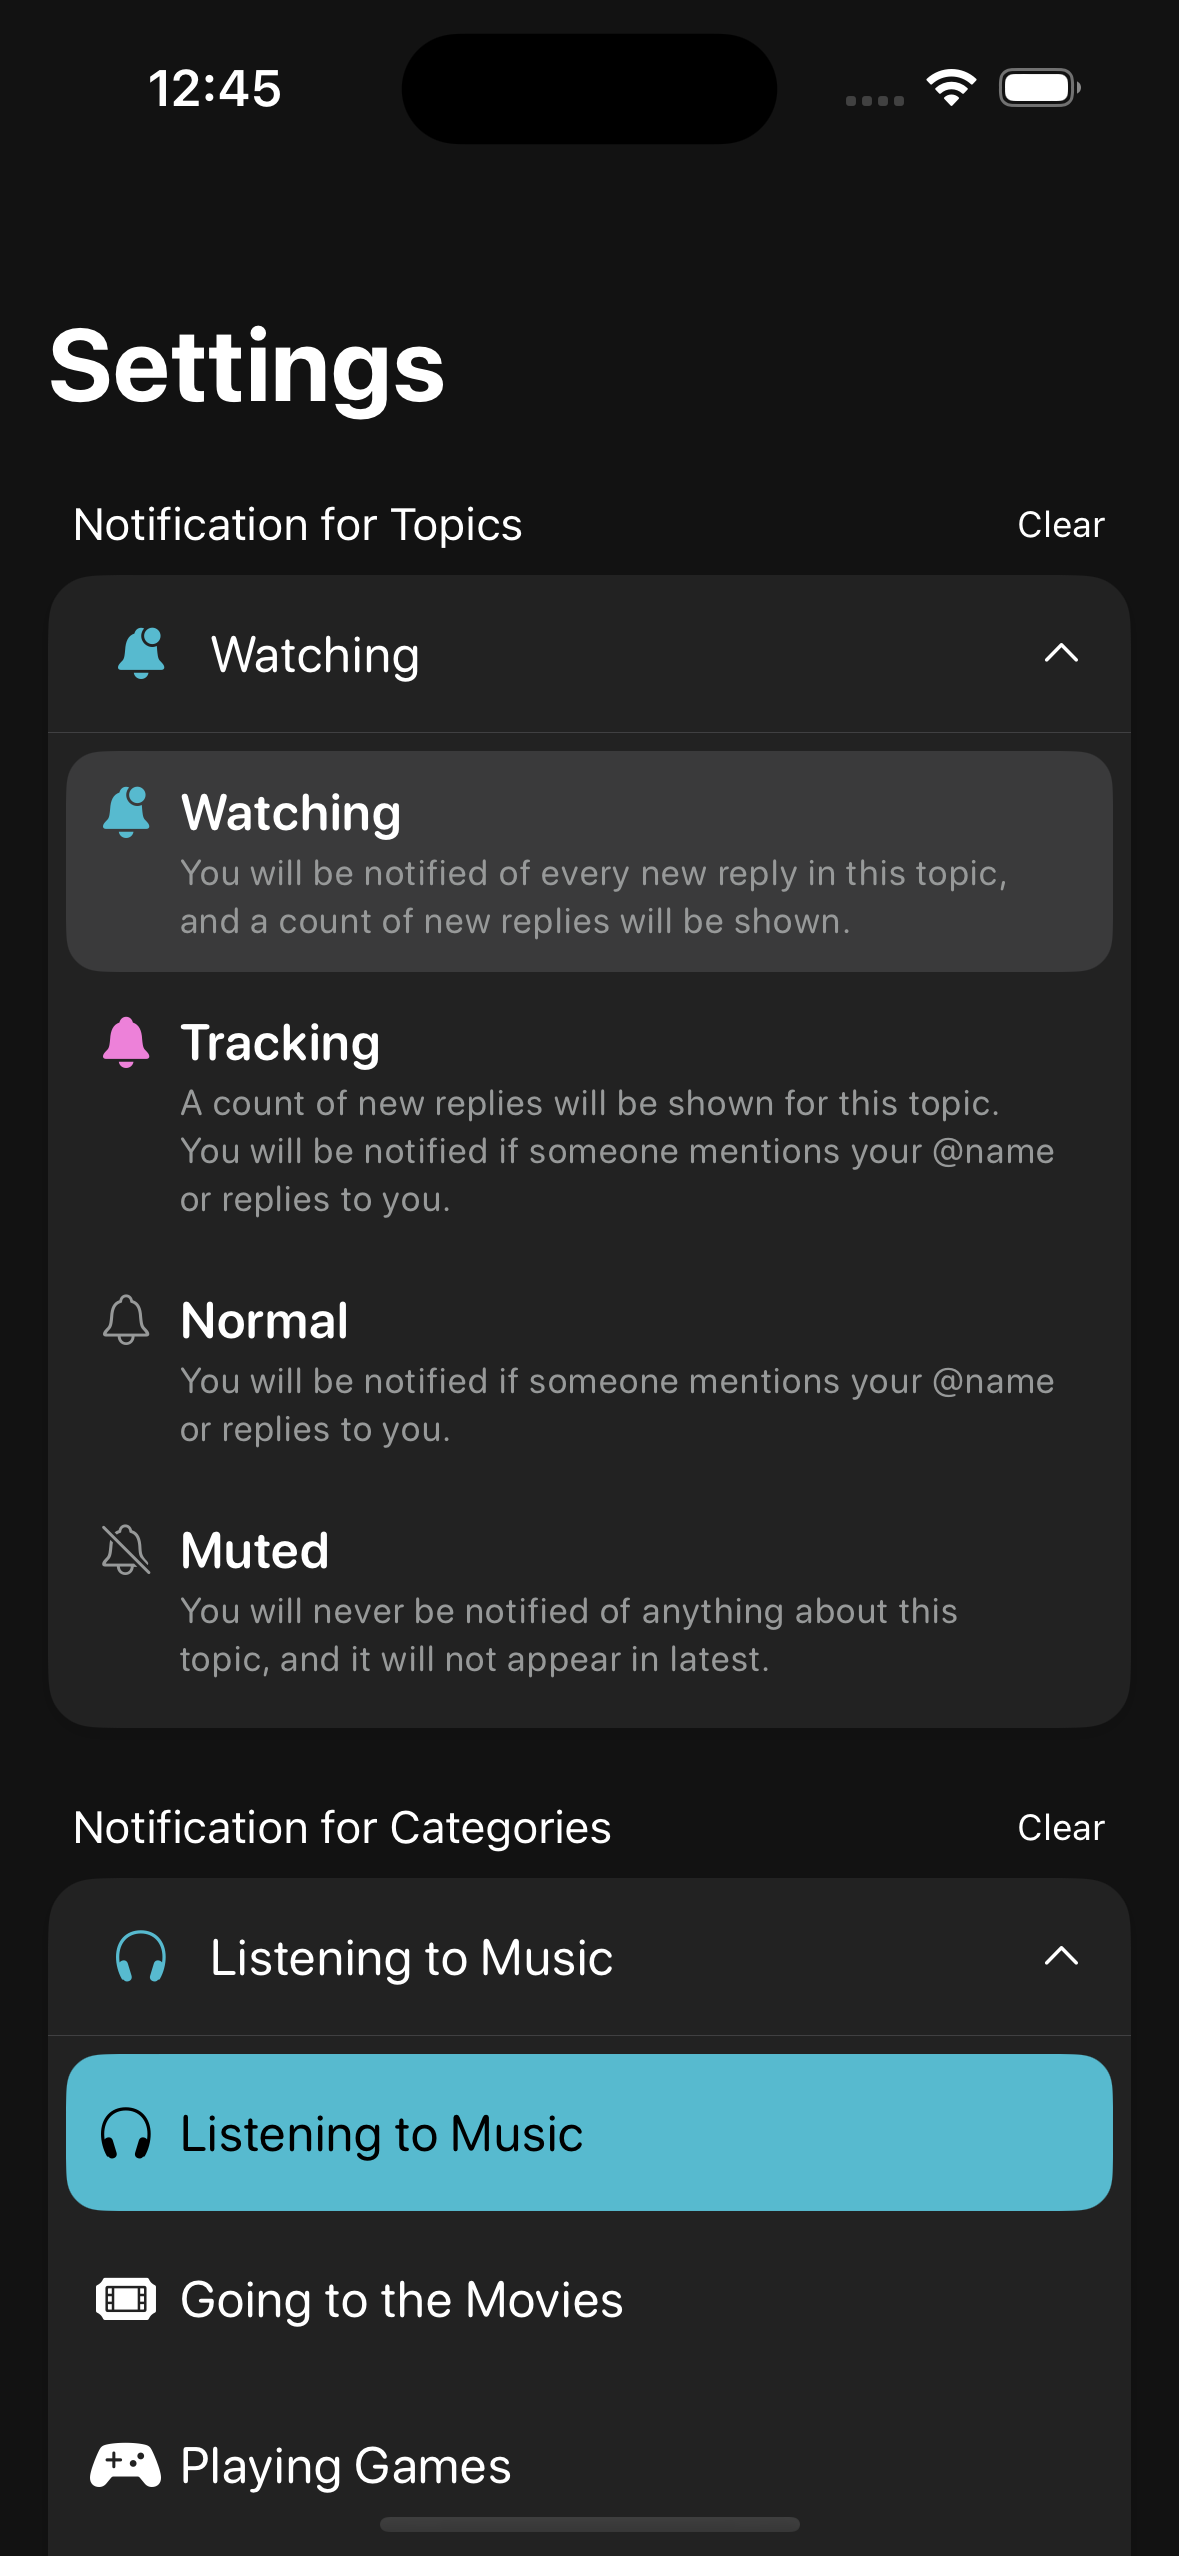 12:45
Settings
Notification for Topics
Clear
Watching
Watching
You will be notified of every new reply in this topic,
and a count of new replies will be shown.
Tracking
A count of new replies will be shown for this topic.
You will be notified if someone mentions your @name
or replies to you.
Normal
You will be notified if someone mentions your @name
or replies to you.
Muted
You will never be notified of anything about this
topic, and it will not appear in latest.
Notification for Categories
Clear
Listening to Music
Listening to Music
Going to the Movies
Playing Games